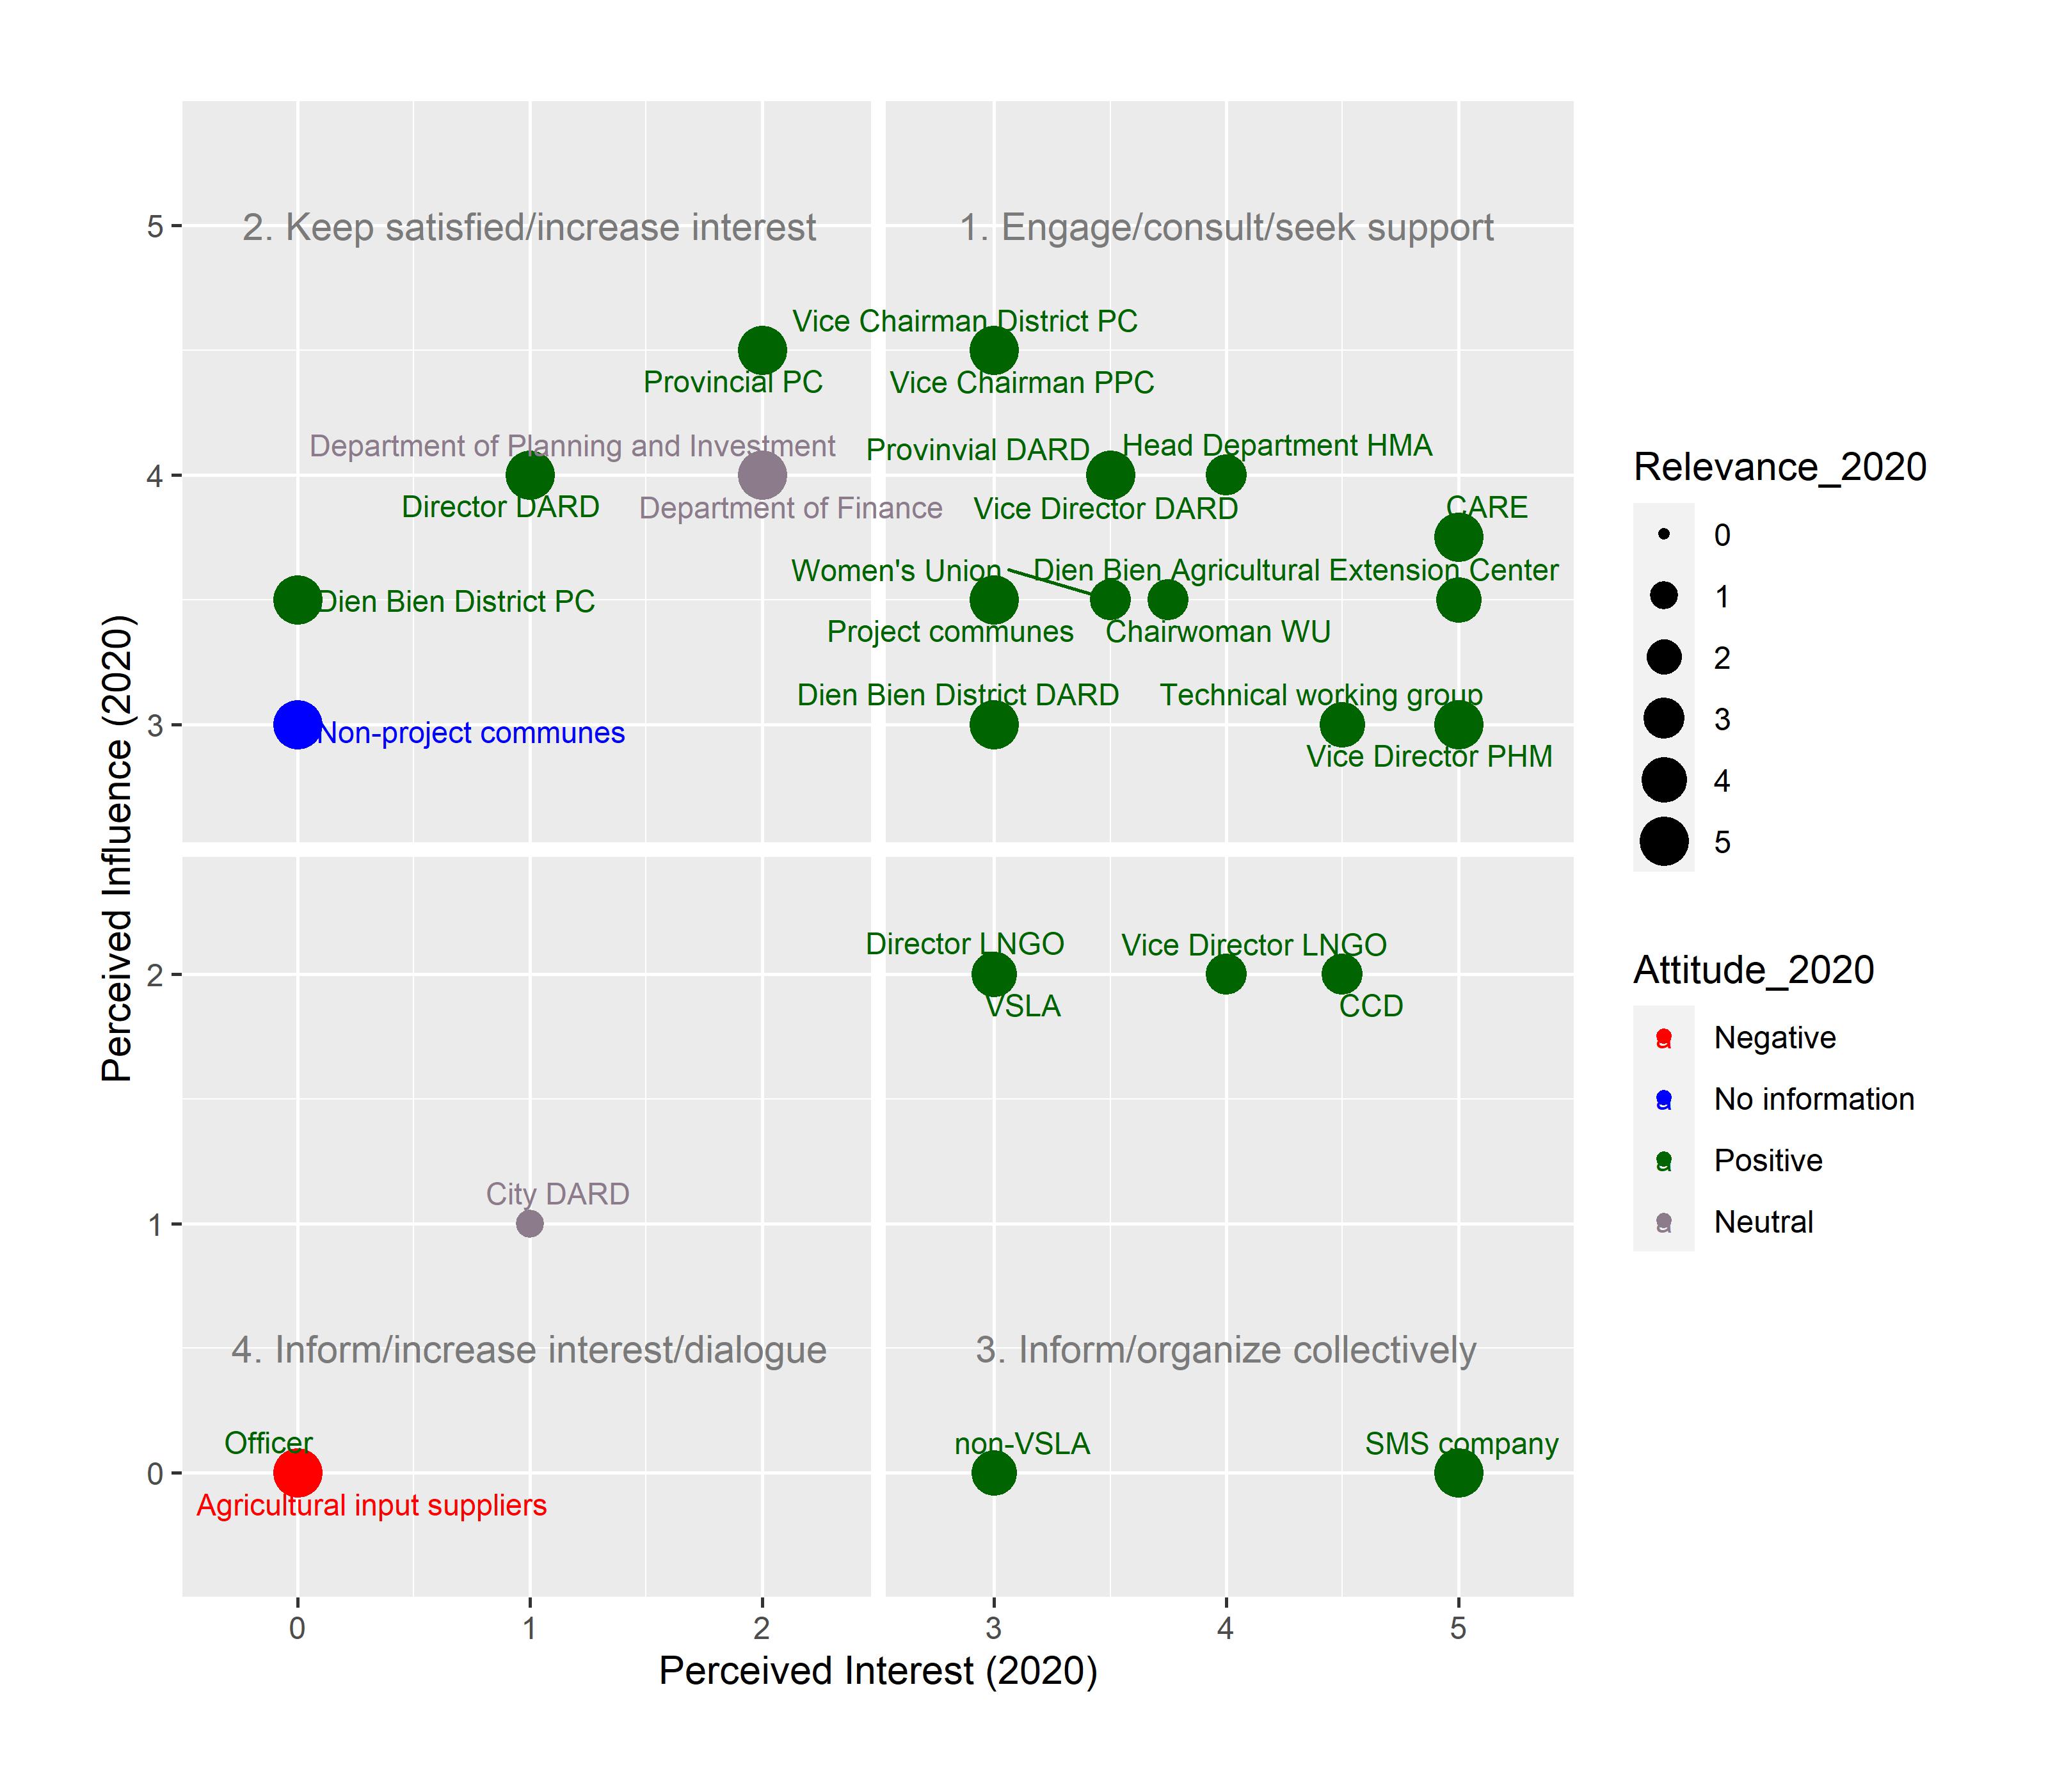 2. Keep satisfied/increase interest
1. Engage/consult/seek support
Vice Chairman District PC
Provincial PC
Vice Chairman PPC
Department of Planning and Investment
Provinvial DARD
Head Department HMA
Director DARD
Department of Finance
Vice Director DARD
CARE
Women's Union
Dien Bien Agricultural Extension Center
Dien Bien District PC
Project communes
Chairwoman WU
Dien Bien District DARD
Technical working group
Non-project communes
Vice Director PHM
Director LNGO
Vice Director LNGO
VSLA
CCD
City DARD
4. Inform/increase interest/dialogue
3. Inform/organize collectively
Officer
non-VSLA
SMS company
Agricultural input suppliers
5
4
3
2
1
0
Perceived Influence (2020)
0
1
2
3
4
5
Perceived Interest (2020)
Relevance_2020
0
1
2
3
4
5
Attitude_2020
a Negative
a No information
a Positive
a Neutral